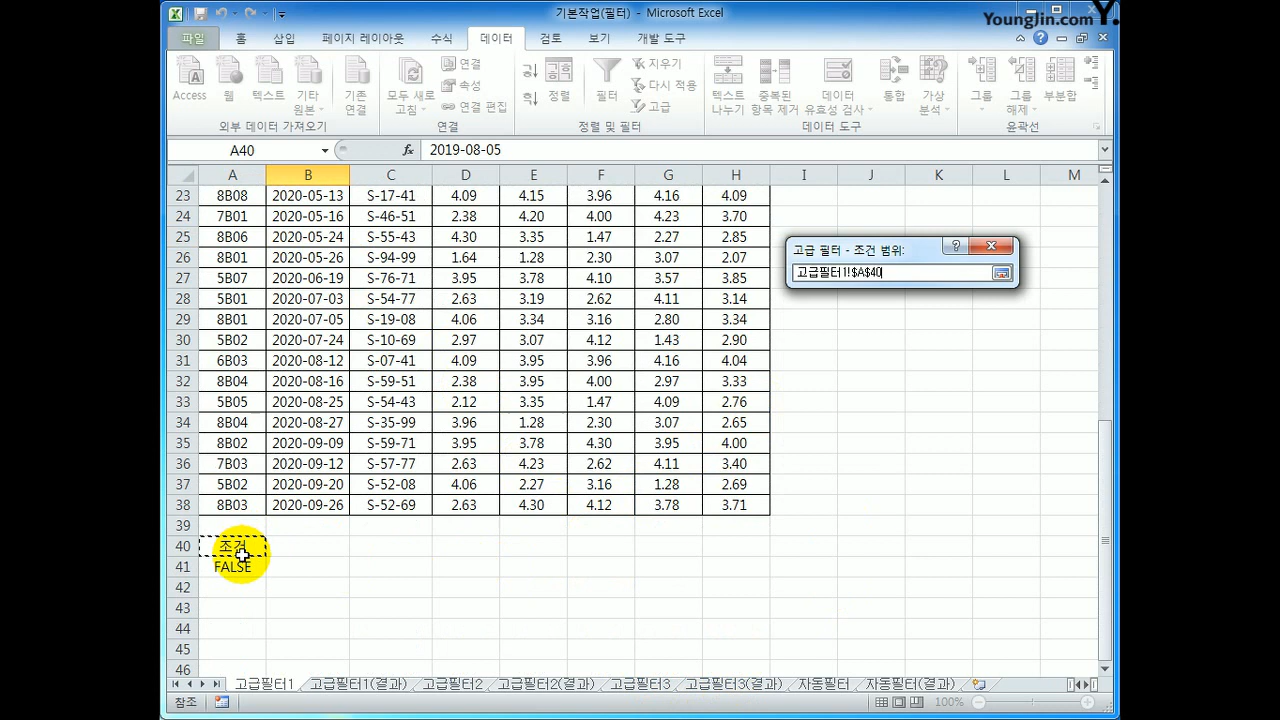 기본작업(필터) - Microsoft Excel
YoungJin.com Y.
파일 홈 삽입 페이지 레이아웃 수식 데이터 검토 보기 개발 도구
Access 웹 텍스트 기타 원본 기존 연결 모두 새로 고침 연결 속성 연결 편집 정렬 필터 지우기 다시 적용 고급 텍스트 나누기 중복된 항목 제거 데이터 유효성 검사 통합 가상 분석 그룹 그룹 해제 부분합
외부 데이터 가져오기 연결 정렬 및 필터 데이터 도구 윤곽선
A40 fx 2019-08-05
A B C D E F G H I J K L M
23 8B08 2020-05-13 S-17-41 4.09 4.15 3.96 4.16 4.09
24 7B01 2020-05-16 S-46-51 2.38 4.20 4.00 4.23 3.70
25 8B06 2020-05-24 S-55-43 4.30 3.35 1.47 2.27 2.85
26 8B01 2020-05-26 S-94-99 1.64 1.28 2.30 3.07 2.07
27 5B07 2020-06-19 S-76-71 3.95 3.78 4.10 3.57 3.85
28 5B01 2020-07-03 S-54-77 2.63 3.19 2.62 4.11 3.14
29 8B01 2020-07-05 S-19-08 4.06 3.34 3.16 2.80 3.34
30 5B02 2020-07-24 S-10-69 2.97 3.07 4.12 1.43 2.90
31 6B03 2020-08-12 S-07-41 4.09 3.95 3.96 4.16 4.04
32 8B04 2020-08-16 S-59-51 2.38 3.95 4.00 2.97 3.33
33 5B05 2020-08-25 S-54-43 2.12 3.35 1.47 4.09 2.76
34 8B04 2020-08-27 S-35-99 3.96 1.28 2.30 3.07 2.65
35 8B02 2020-09-09 S-59-71 3.95 3.78 4.30 3.95 4.00
36 7B03 2020-09-12 S-57-77 2.63 4.23 2.62 4.11 3.40
37 5B02 2020-09-20 S-52-08 4.06 2.27 3.16 1.28 2.69
38 8B03 2020-09-26 S-52-69 2.63 4.30 4.12 3.78 3.71
39
40 조건
41 FALSE
42
43
44
45
46
고급 필터 - 조건 범위:
고급필터1!$A$40
고급필터1 고급필터1(결과) 고급필터2 고급필터2(결과) 고급필터3 고급필터3(결과) 자동필터 자동필터(결과)
참조 100%